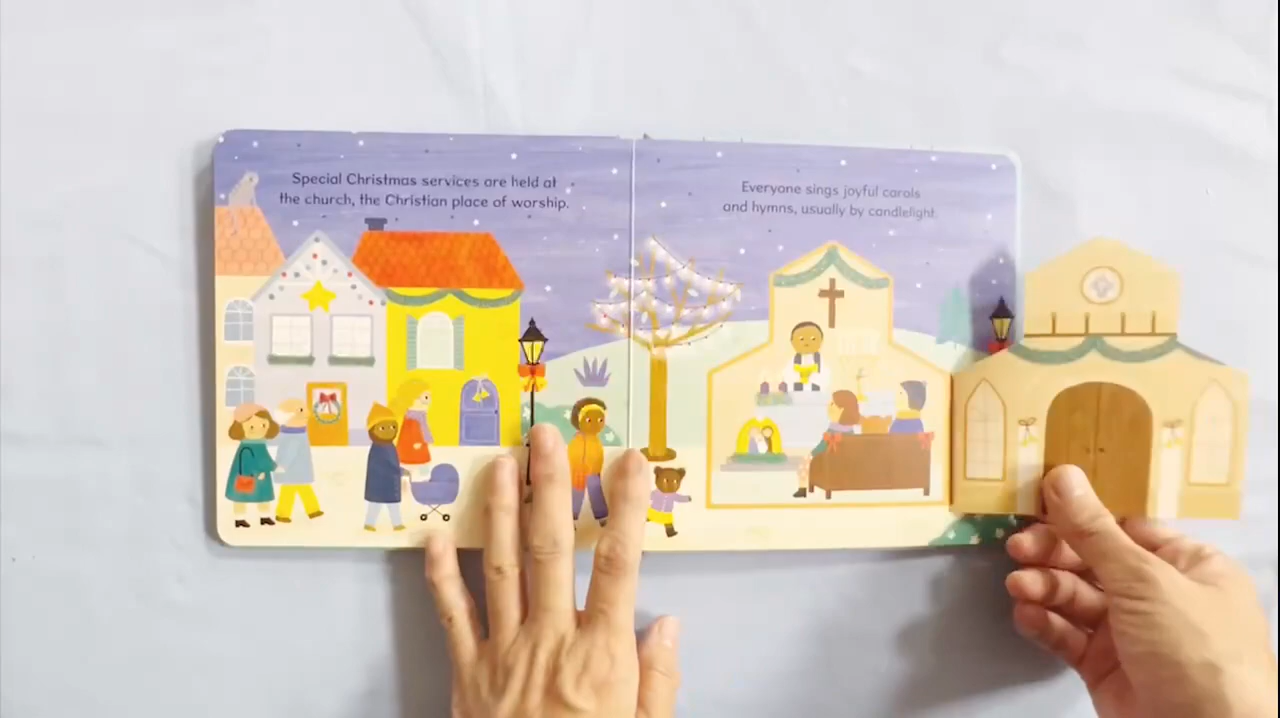 Special Christmas services are held at
the church, the Christian place of worship.
Everyone sings joyful carols
and hymns, usually by candlelight.